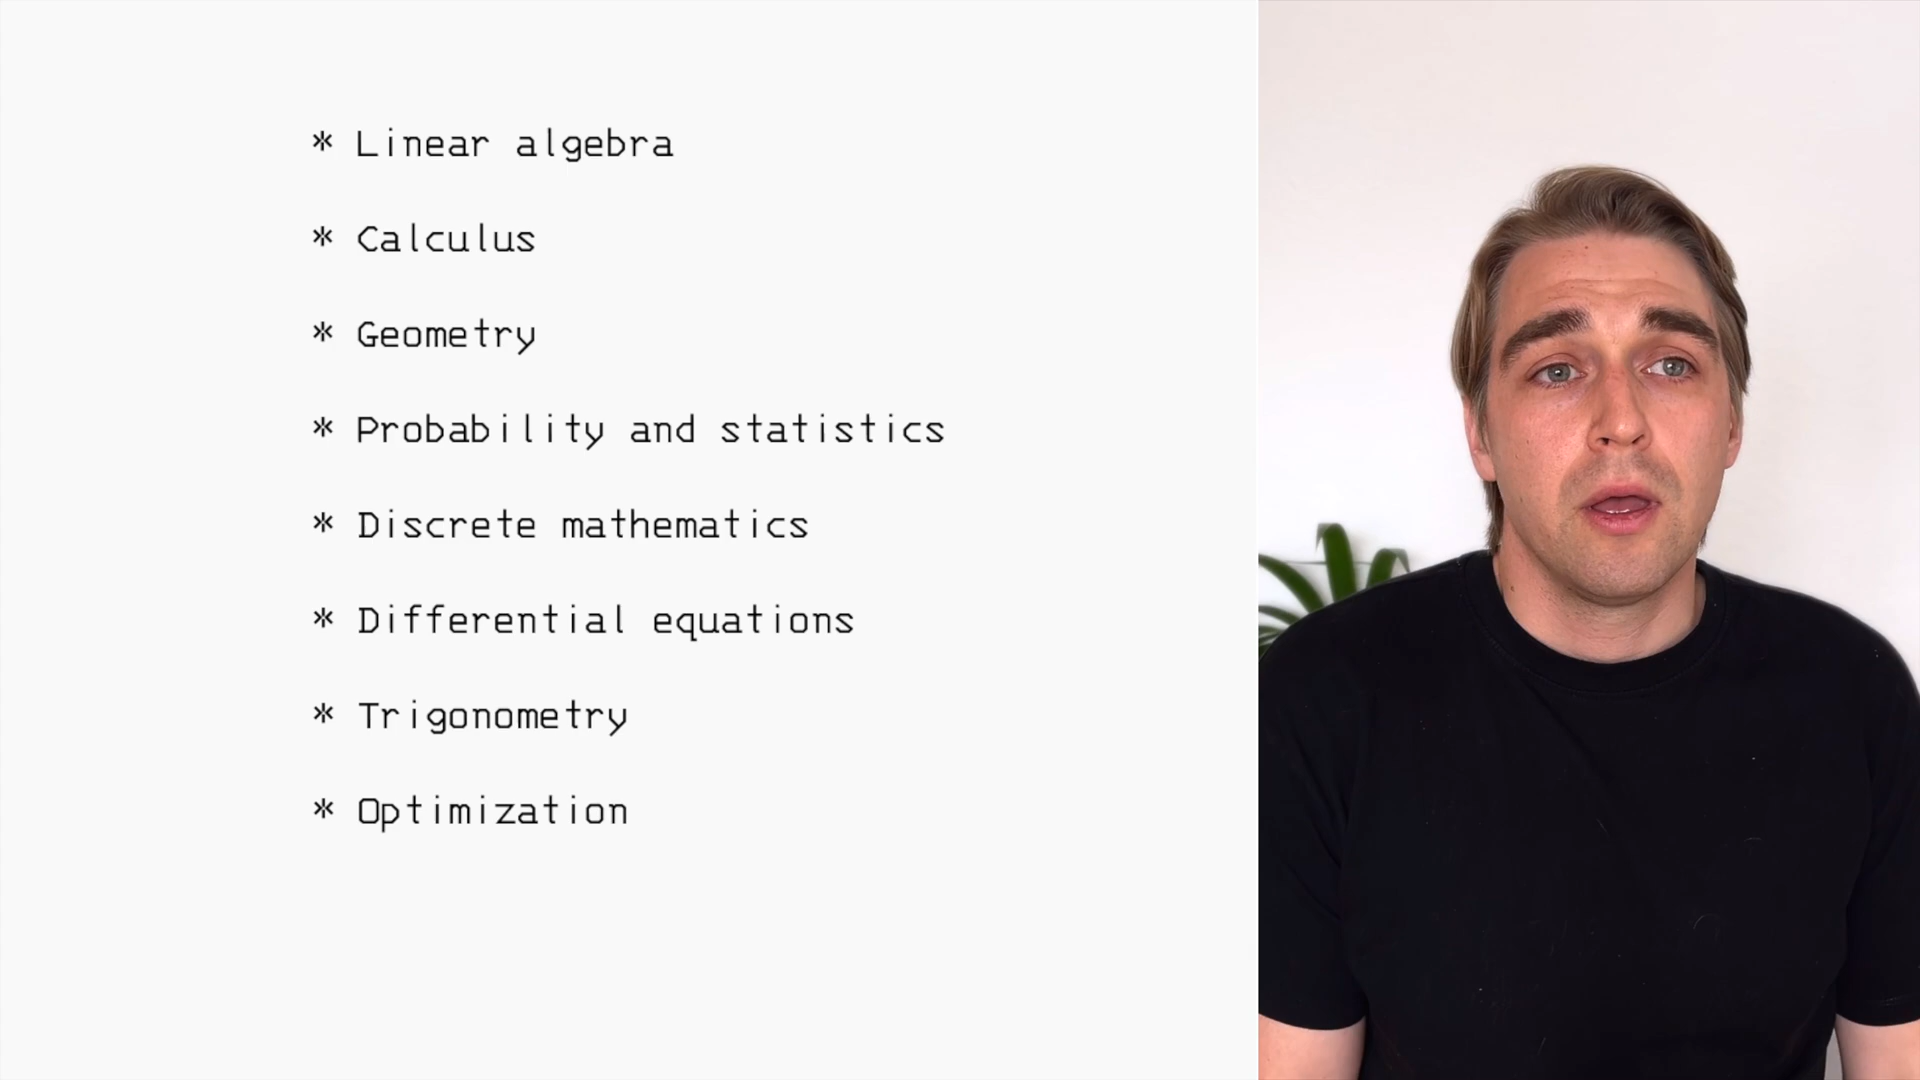 * Linear algebra
* Calculus
* Geometry
* Probability and statistics
* Discrete mathematics
* Differential equations
* Trigonometry
* Optimization